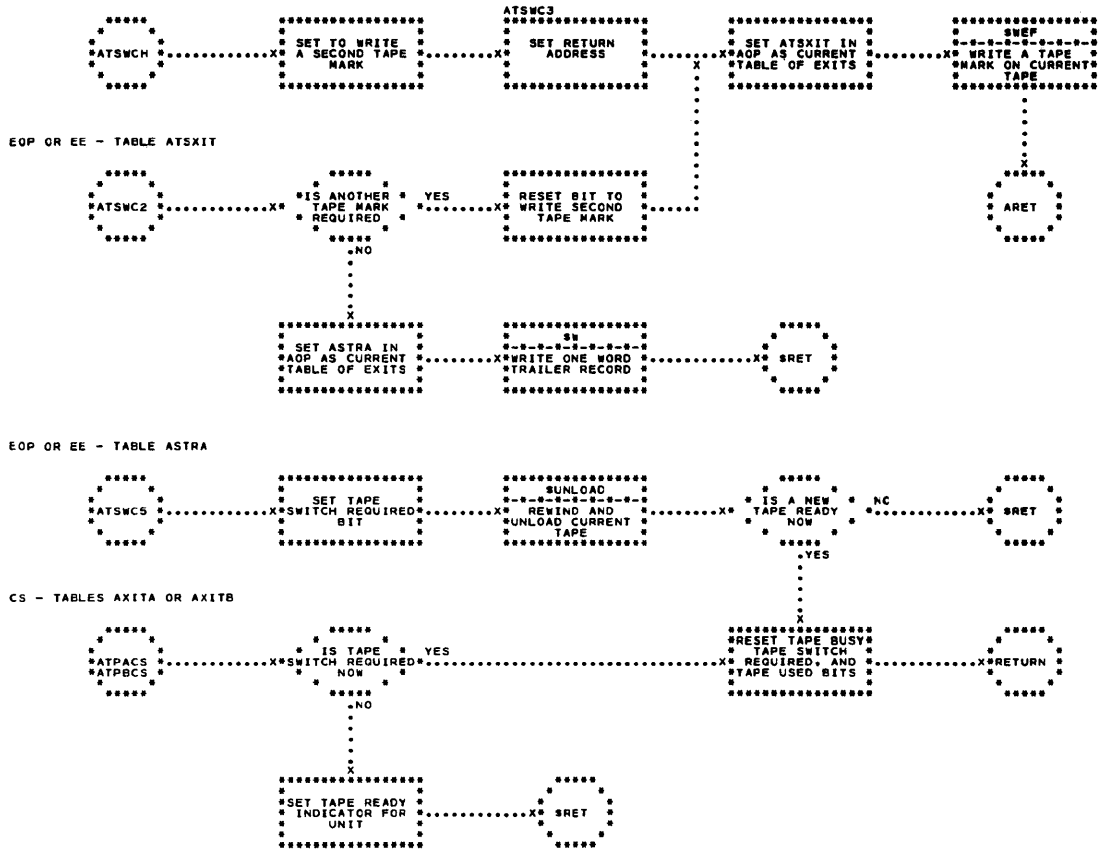 ATSWC3
ATSWCH
SET TO WRITE
A SECOND TAPE
MARK
SET RETURN
ADDRESS
SET ATSXIT IN
AOP AS CURRENT
TABLE OF EXITS
SWEF
WRITE A TAPE
MARK ON CURRENT
TAPE
EOP OR EE - TABLE ATSXIT
ATSWC2
IS ANOTHER
TAPE MARK
REQUIRED
YES
RESET BIT TO
WRITE SECOND
TAPE MARK
ARET
NO
SET ASTRA IN
AOP AS CURRENT
TABLE OF EXITS
SW
WRITE ONE WORD
TRAILER RECORD
SRET
EOP OR EE - TABLE ASTRA
ATSWC5
SET TAPE
SWITCH REQUIRED
BIT
SUNLOAD
REWIND AND
UNLOAD CURRENT
TAPE
IS A NEW
TAPE READY
NOW
NC
SRET
YES
CS - TABLES AXITA OR AXITB
ATPACS
ATPBCS
IS TAPE
SWITCH REQUIRED
NOW
YES
RESET TAPE BUSY
TAPE SWITCH
REQUIRED, AND
TAPE USED BITS
RETURN
NO
SET TAPE READY
INDICATOR FOR
UNIT
SRET